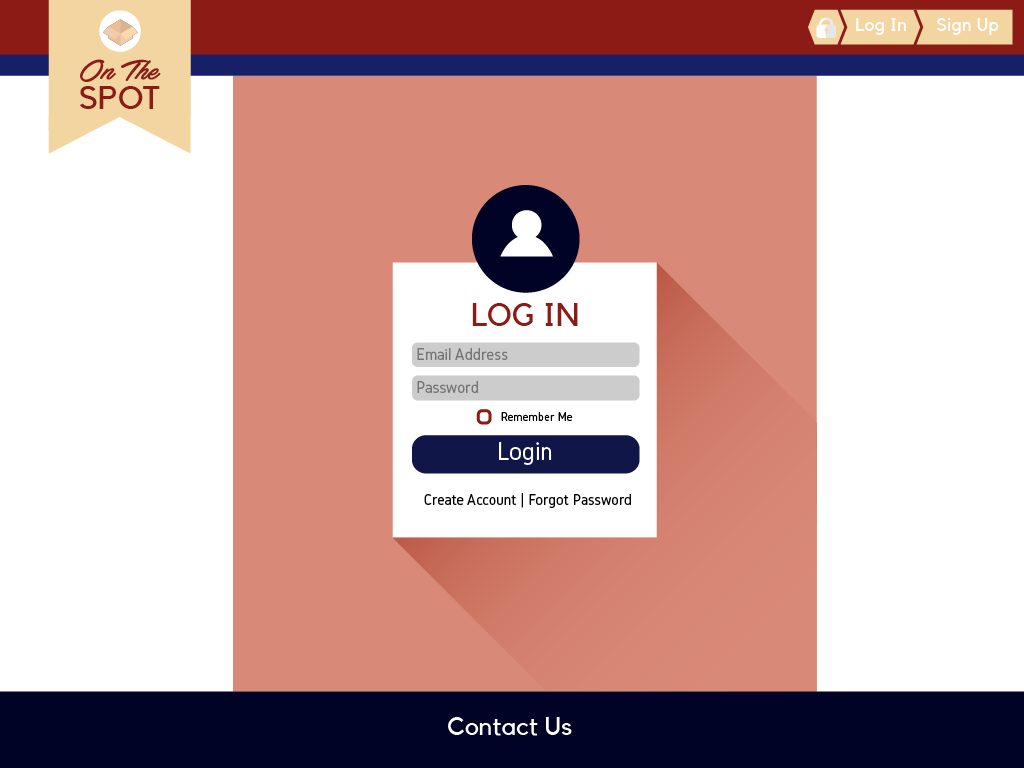 On The
SPOT
Log In
Sign Up
LOG IN
Email Address
Password
Remember Me
Login
Create Account | Forgot Password
Contact Us